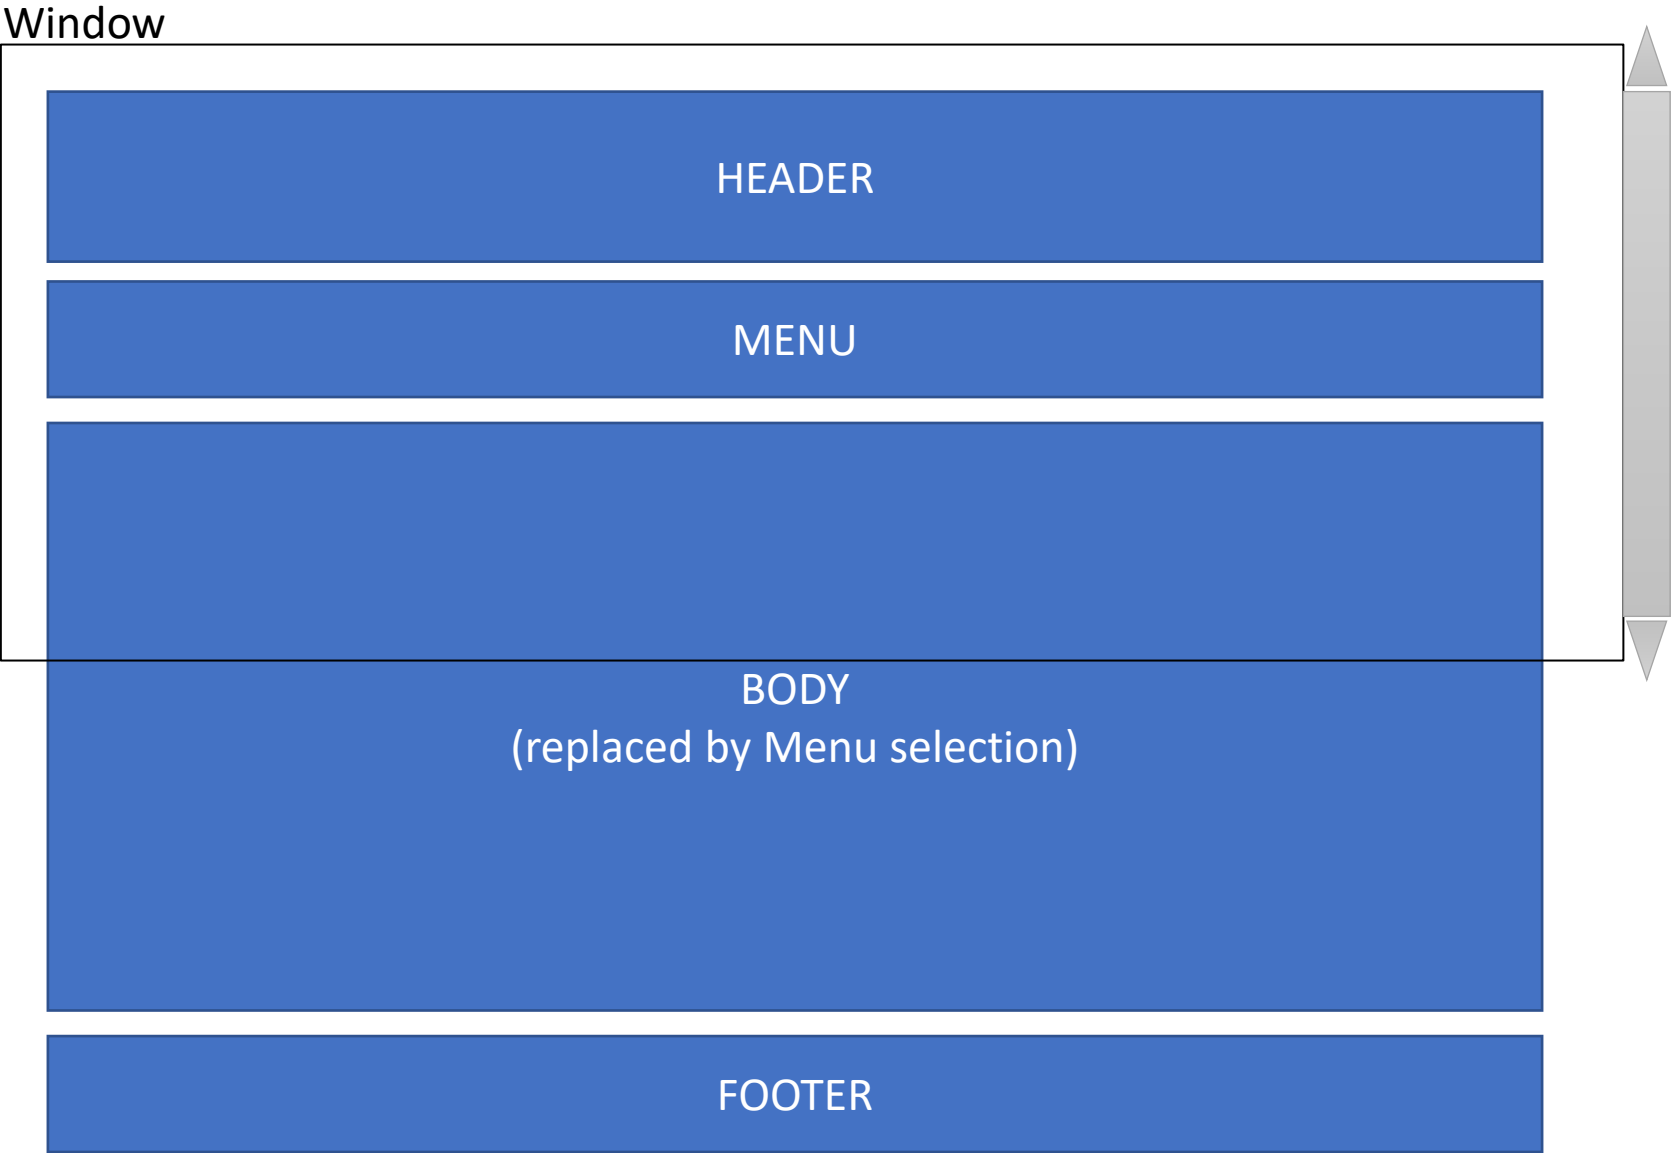 Window
HEADER
MENU
BODY
(replaced by Menu selection)
FOOTER